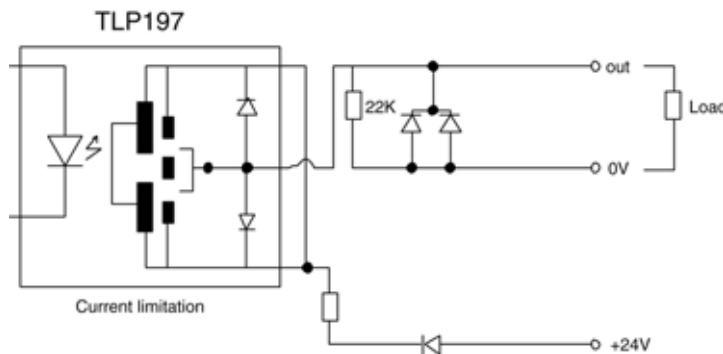 TLP197
out
22K
Load
0V
Current limitation
+24V